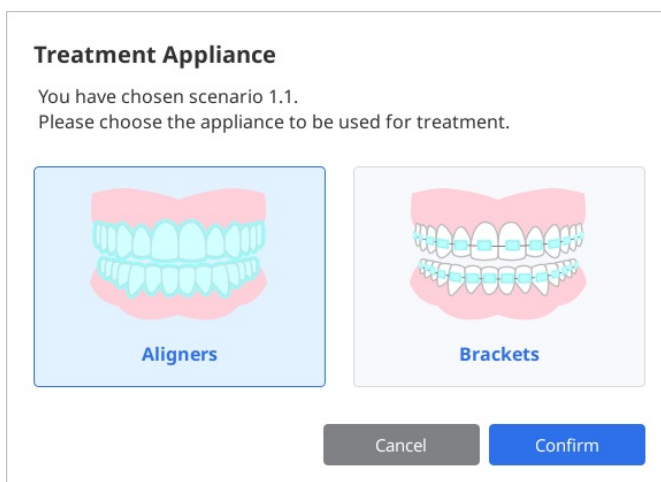 Treatment Appliance
You have chosen scenario 1.1.
Please choose the appliance to be used for treatment.
Aligners
Brackets
Cancel
Confirm